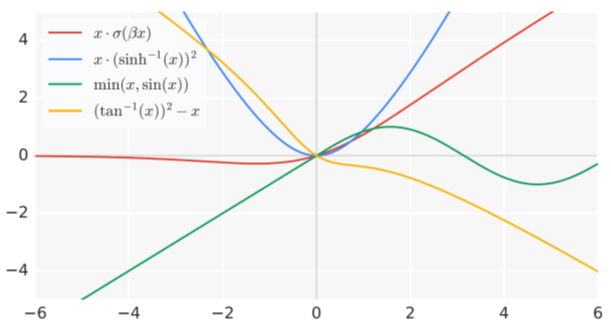 4
2
0
−2
−4
x · σ(βx)
x · (sinh⁻¹(x))²
min(x, sin(x))
(tan⁻¹(x))² − x
−6 −4 −2 0 2 4 6